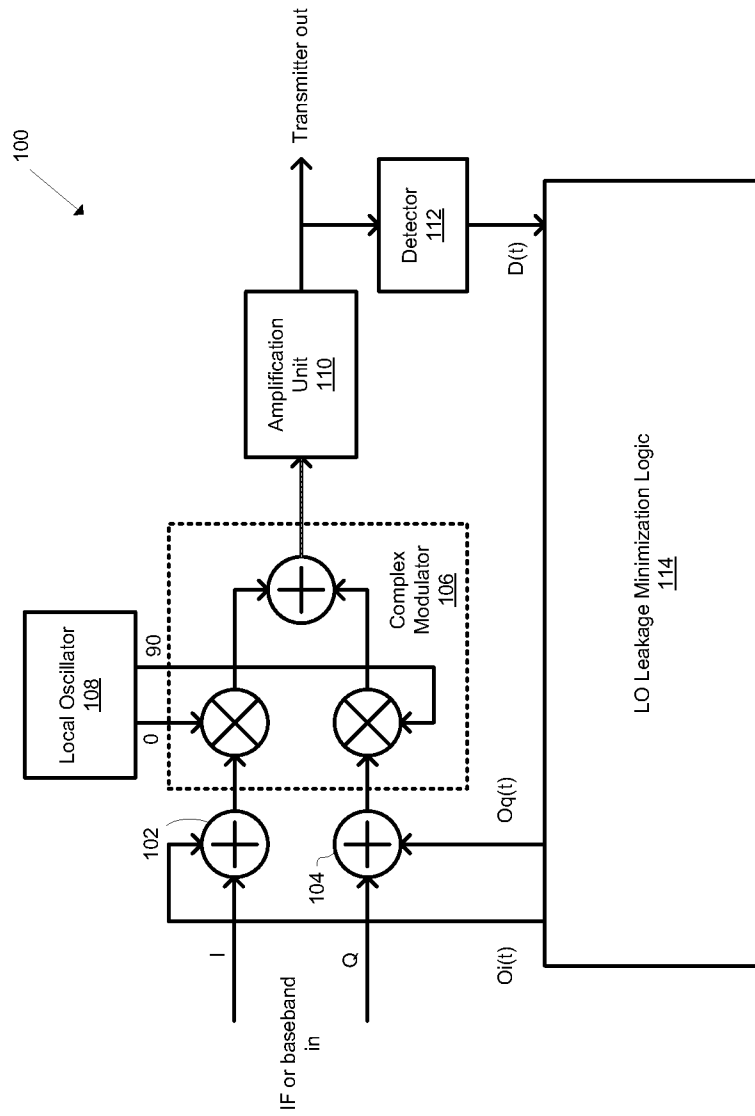 100
Local Oscillator
108
0
90
102
104
I
Q
IF or baseband
in
Complex
Modulator
106
Amplification
Unit
110
Transmitter out
Detector
112
Oi(t)
Oq(t)
D(t)
LO Leakage Minimization Logic
114